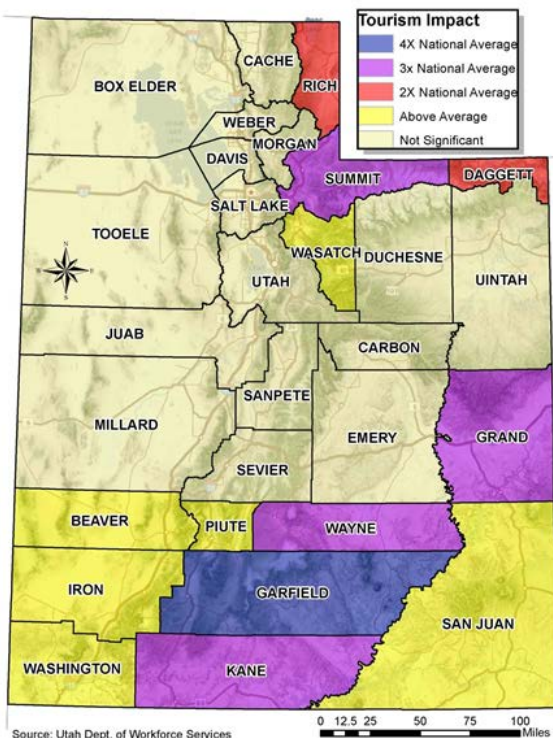 Tourism Impact
4X National Average
3x National Average
2X National Average
Above Average
Not Significant
CACHE
BOX ELDER
RICH
WEBER
MORGAN
DAVIS
SUMMIT
DAGGETT
SALT LAKE
TOOELE
WASATCH
DUCHESNE
UTAH
UINTAH
JUAB
CARBON
SANPETE
MILLARD
EMERY
GRAND
SEVIER
BEAVER
PIUTE
WAYNE
IRON
GARFIELD
SAN JUAN
WASHINGTON
KANE
Source: Utah Dept. of Workforce Services
0 12.5 25 50 75 100
Miles